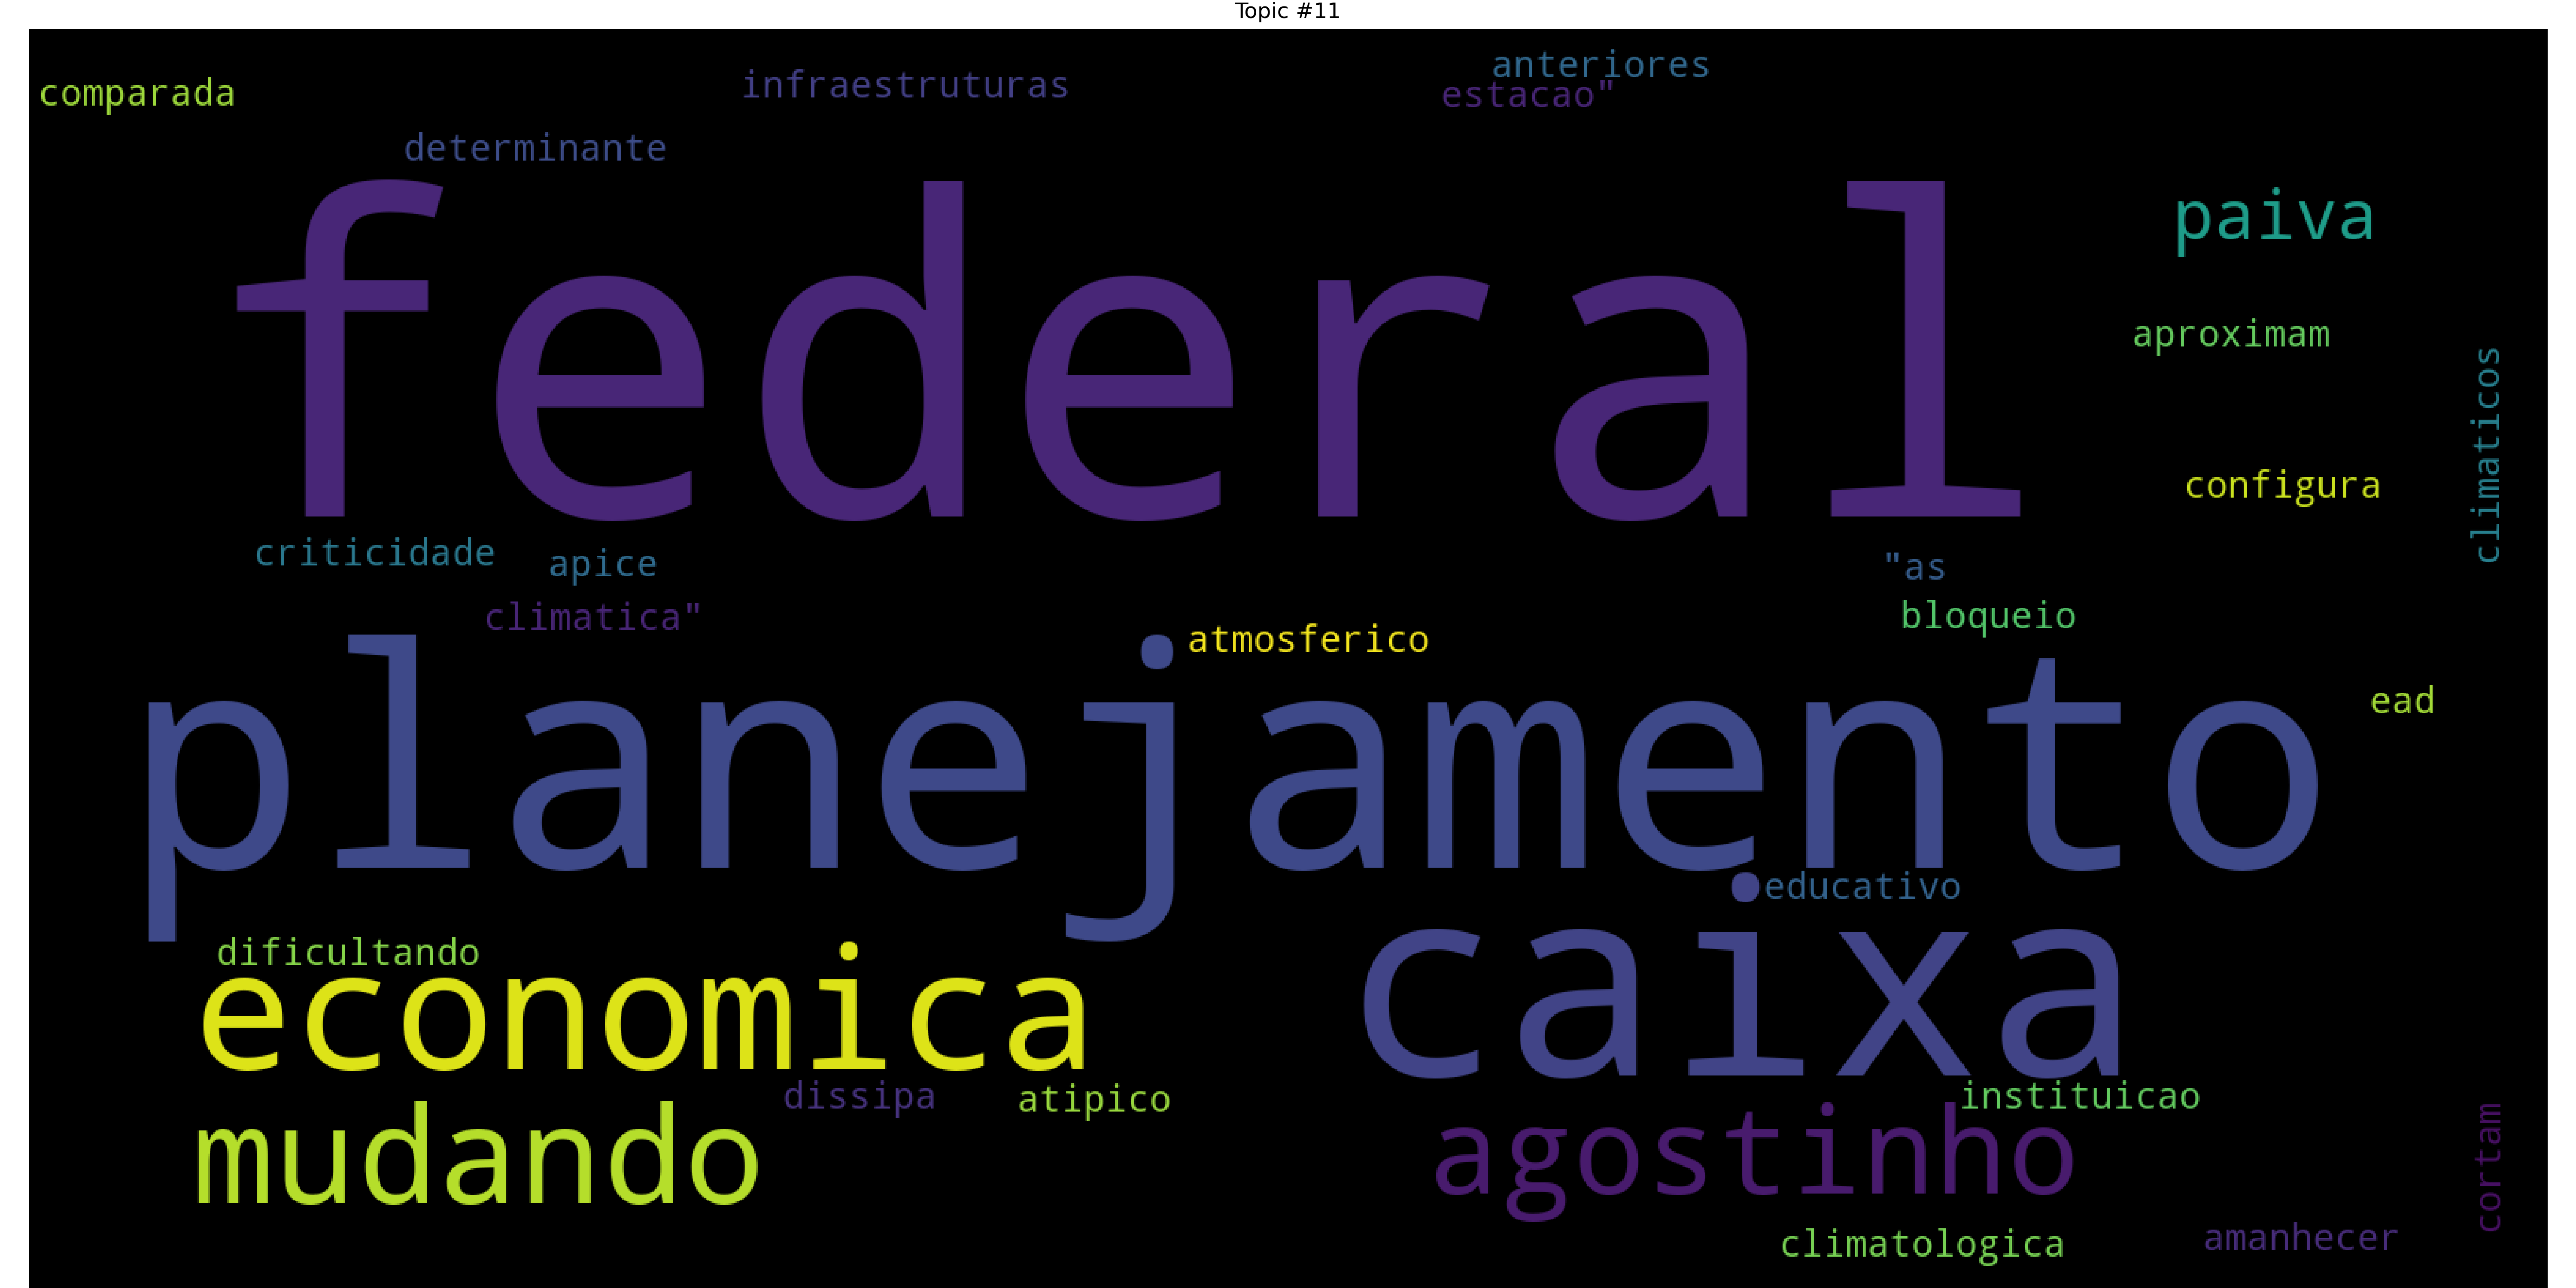 Topic #11
anteriores
comparada
infraestruturas
estacao"
determinante
paiva
federal
aproximam
climaticos
configura
criticidade
apice
"as
climatica"
bloqueio
atmosferico
ead
planejamento
educativo
dificultando
economica
caixa
dissipa
atipico
instituicao
mudando
agostinho
cortam
climatologica
amanhecer